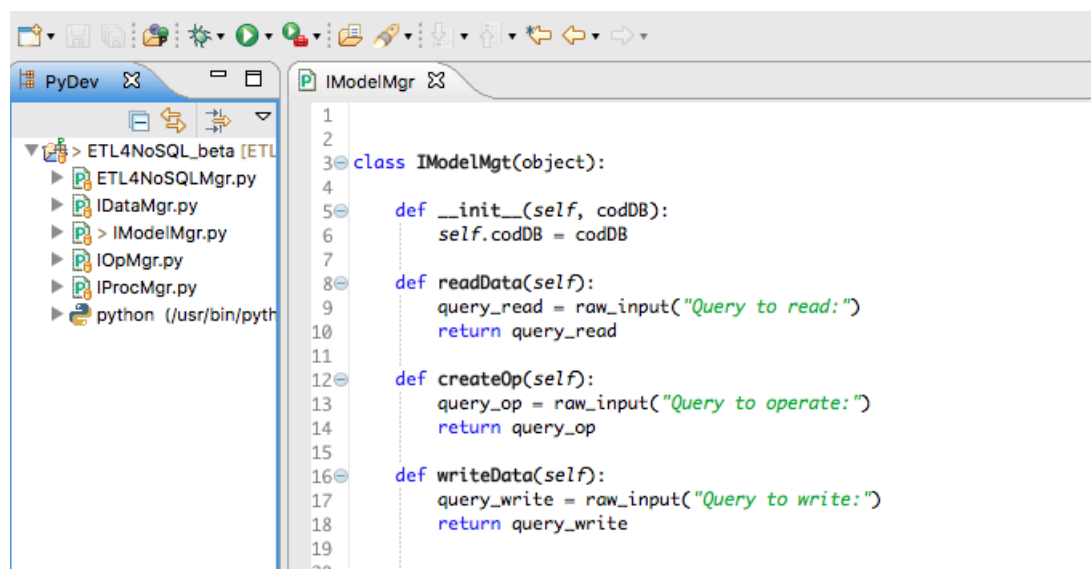 PyDev
IModelMgr
> ETL4NoSQL_beta [ETL
ETL4NoSQLMgr.py
IDataMgr.py
> IModelMgr.py
IOpMgr.py
IProcMgr.py
python (/usr/bin/pyth
1
2
3 class IModelMgt(object):
4
5 def __init__(self, codDB):
6 self.codDB = codDB
7
8 def readData(self):
9 query_read = raw_input("Query to read:")
10 return query_read
11
12 def createOp(self):
13 query_op = raw_input("Query to operate:")
14 return query_op
15
16 def writeData(self):
17 query_write = raw_input("Query to write:")
18 return query_write
19